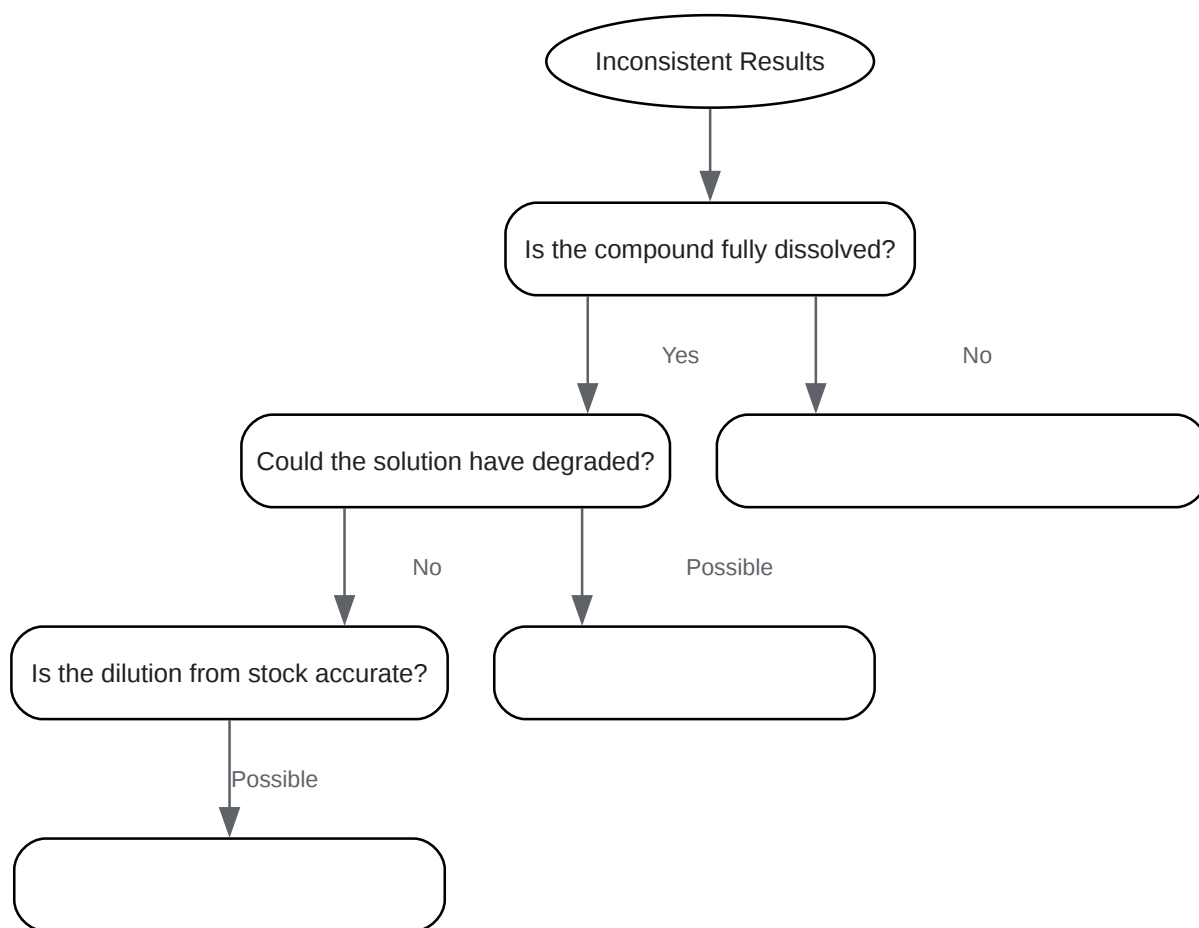 Inconsistent Results
Is the compound fully dissolved?
Yes
No
Could the solution have degraded?
No
Possible
Is the dilution from stock accurate?
Possible